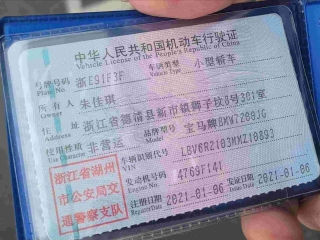 中华人民共和国机动车行驶证
Vehicle License of the People's Republic of China
号牌号码 浙E91F3F 车辆类型 小型轿车
Plate No. Vehicle Type
所有人 朱佳琪
Owner
住址 浙江省德清县新市镇狮子坟8号301室
Address
使用性质 非营运 品牌型号 宝马牌BMW7200JG
Use Character Model
浙江省湖州 车辆识别代号
VIN
市公安局交 发动机号码 4769F141
Engine No.
通警察支队 注册日期 2021-01-06 发证日期 2021-01-06
Register Date Issue Date